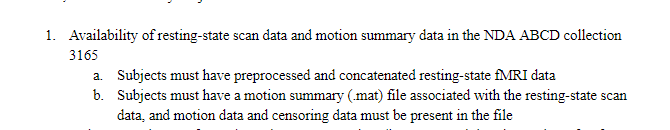 1. Availability of resting-state scan data and motion summary data in the NDA ABCD collection
3165
a. Subjects must have preprocessed and concatenated resting-state fMRI data
b. Subjects must have a motion summary (.mat) file associated with the resting-state scan
data, and motion data and censoring data must be present in the file